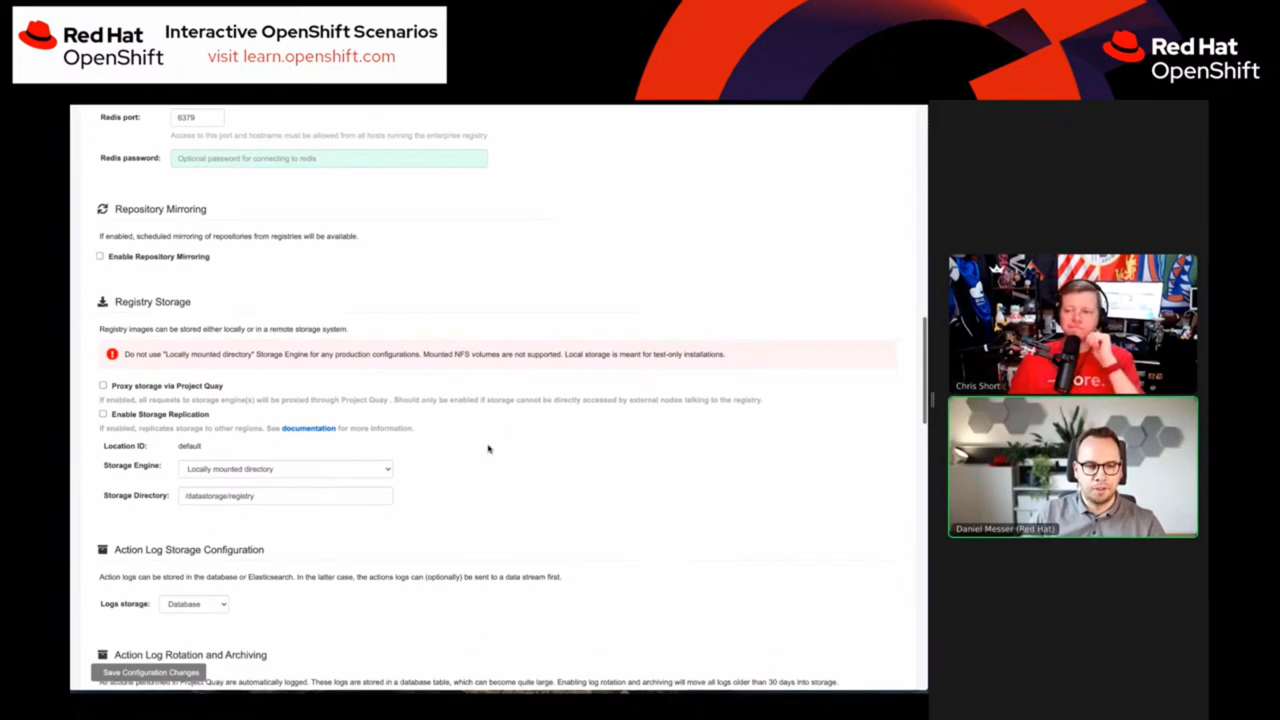 Red Hat
OpenShift
Interactive OpenShift Scenarios
visit learn.openshift.com
Red Hat
OpenShift
Redis port: 6379
Access to this port and hostname must be allowed from all hosts running the enterprise registry
Redis password: Optional password for connecting to redis
Repository Mirroring
If enabled, scheduled mirroring of repositories from registries will be available.
Enable Repository Mirroring
Registry Storage
Registry images can be stored either locally or in a remote storage system.
Do not use "Locally mounted directory" Storage Engine for any production configurations. Mounted NFS volumes are not supported. Local storage is meant for test-only installations.
Proxy storage via Project Quay
If enabled, all requests to storage engine(s) will be proxied through Project Quay . Should only be enabled if storage cannot be directly accessed by external nodes talking to the registry.
Enable Storage Replication
If enabled, replicates storage to other regions. See documentation for more information.
Location ID: default
Storage Engine: Locally mounted directory
Storage Directory: /datastorage/registry
Action Log Storage Configuration
Action logs can be stored in the database or Elasticsearch. In the latter case, the actions logs can (optionally) be sent to a data stream first.
Logs storage: Database
Action Log Rotation and Archiving
Save Configuration Changes
All actions performed in Project Quay are automatically logged. These logs are stored in a database table, which can become quite large. Enabling log rotation and archiving will move all logs older than 30 days into storage.
Chris Short
ore.
Daniel Messer (Red Hat)